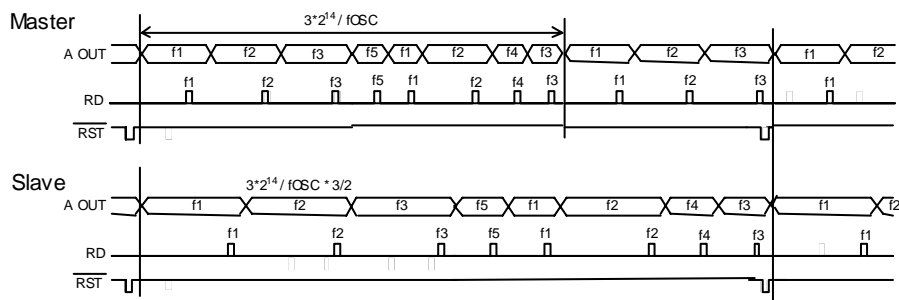 3*2^14 / fOSC
Master
A OUT f1 f2 f3 f5 f1 f2 f4 f3 f1 f2 f3 f1 f2
f1 f2 f3 f5 f1 f2 f4 f3 f1 f2 f3 f1
RD
RST
Slave
3*2^14 / fOSC * 3/2
A OUT f1 f2 f3 f5 f1 f2 f4 f3 f1 f2
f1 f2 f3 f5 f1 f2 f4 f3 f1
RD
RST